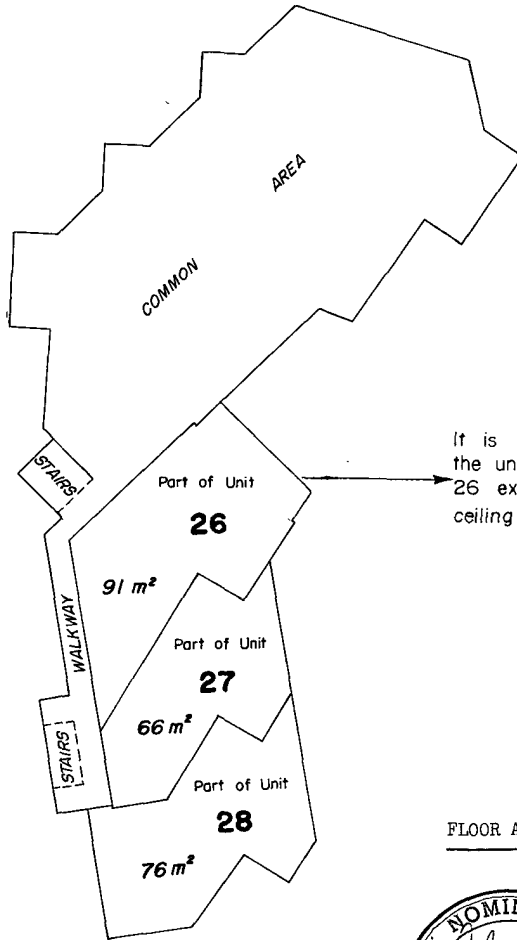 AREA
COMMON
STAIRS
Part of Unit
26
91 m²
It is
the un
26 ex
ceiling
WALKWAY
Part of Unit
27
66 m²
STAIRS
Part of Unit
28
76 m²
FLOOR A
NOMIN